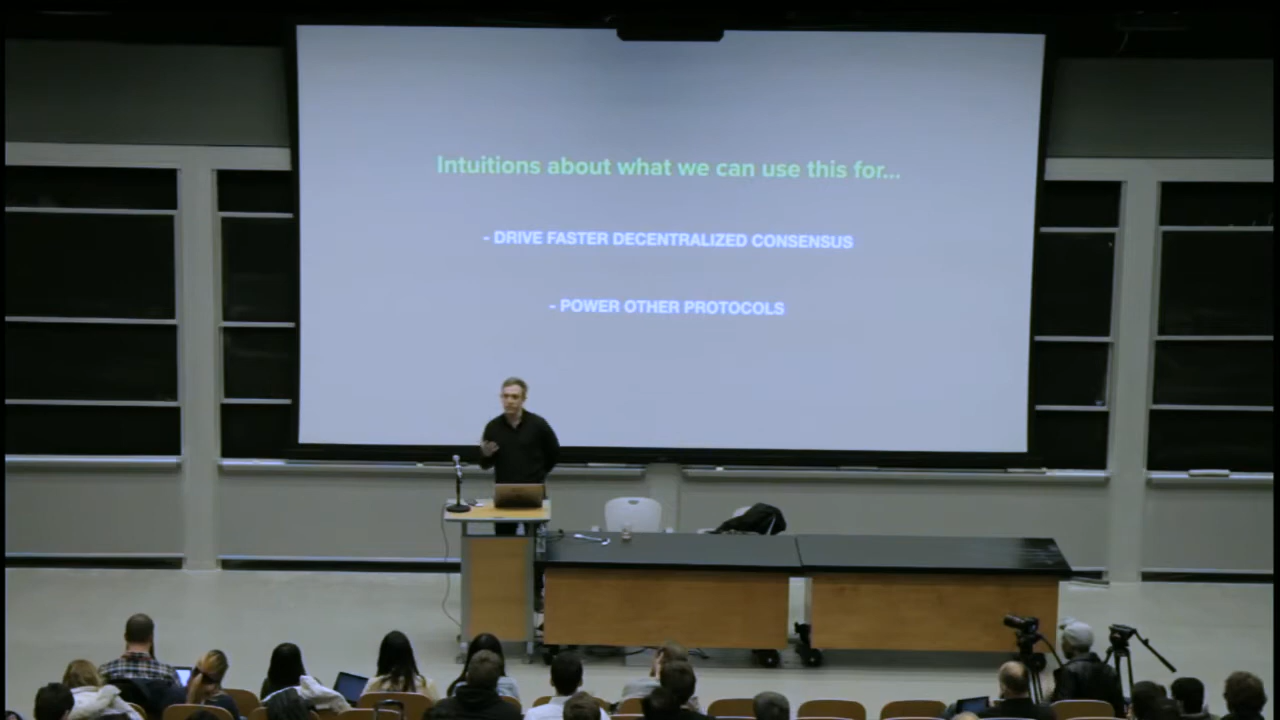 Intuitions about what we can use this for...
- DRIVE FASTER DECENTRALIZED CONSENSUS
- POWER OTHER PROTOCOLS